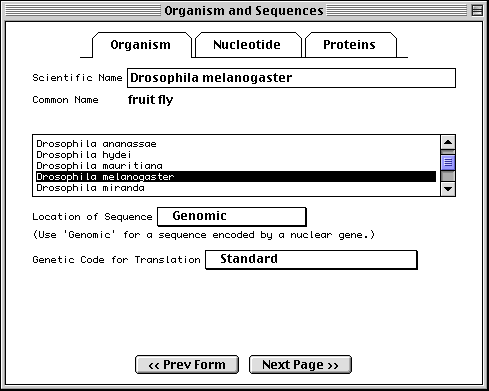 Organism and Sequences
Organism Nucleotide Proteins
Scientific Name Drosophila melanogaster
Common Name fruit fly
Drosophila ananassae
Drosophila hydei
Drosophila mauritiana
Drosophila melanogaster
Drosophila miranda
Location of Sequence Genomic
(Use 'Genomic' for a sequence encoded by a nuclear gene.)
Genetic Code for Translation Standard
<< Prev Form Next Page >>